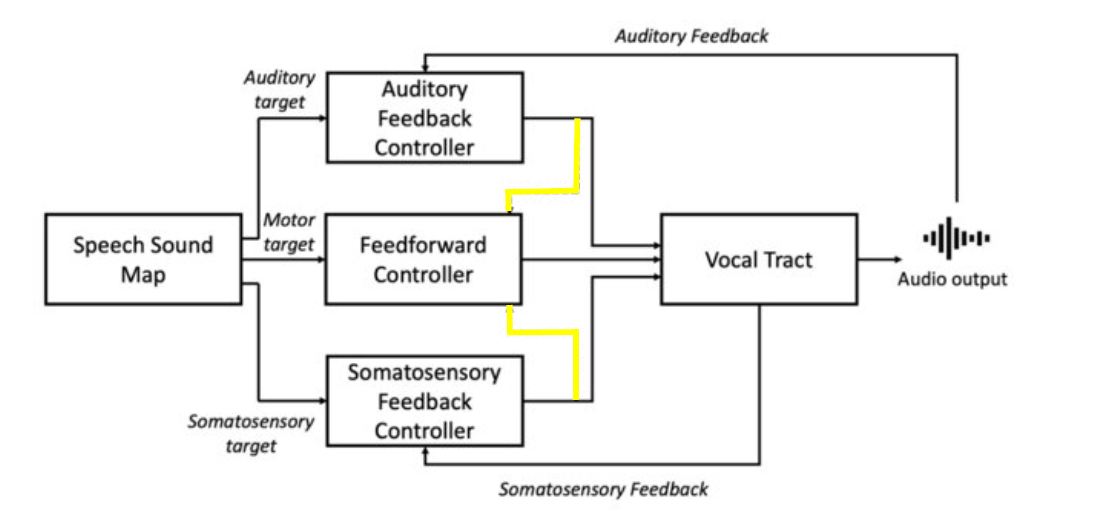 Auditory Feedback
Auditory
target
Auditory
Feedback
Controller
Motor
target
Speech Sound
Map
Feedforward
Controller
Vocal Tract
Audio output
Somatosensory
target
Somatosensory
Feedback
Controller
Somatosensory Feedback